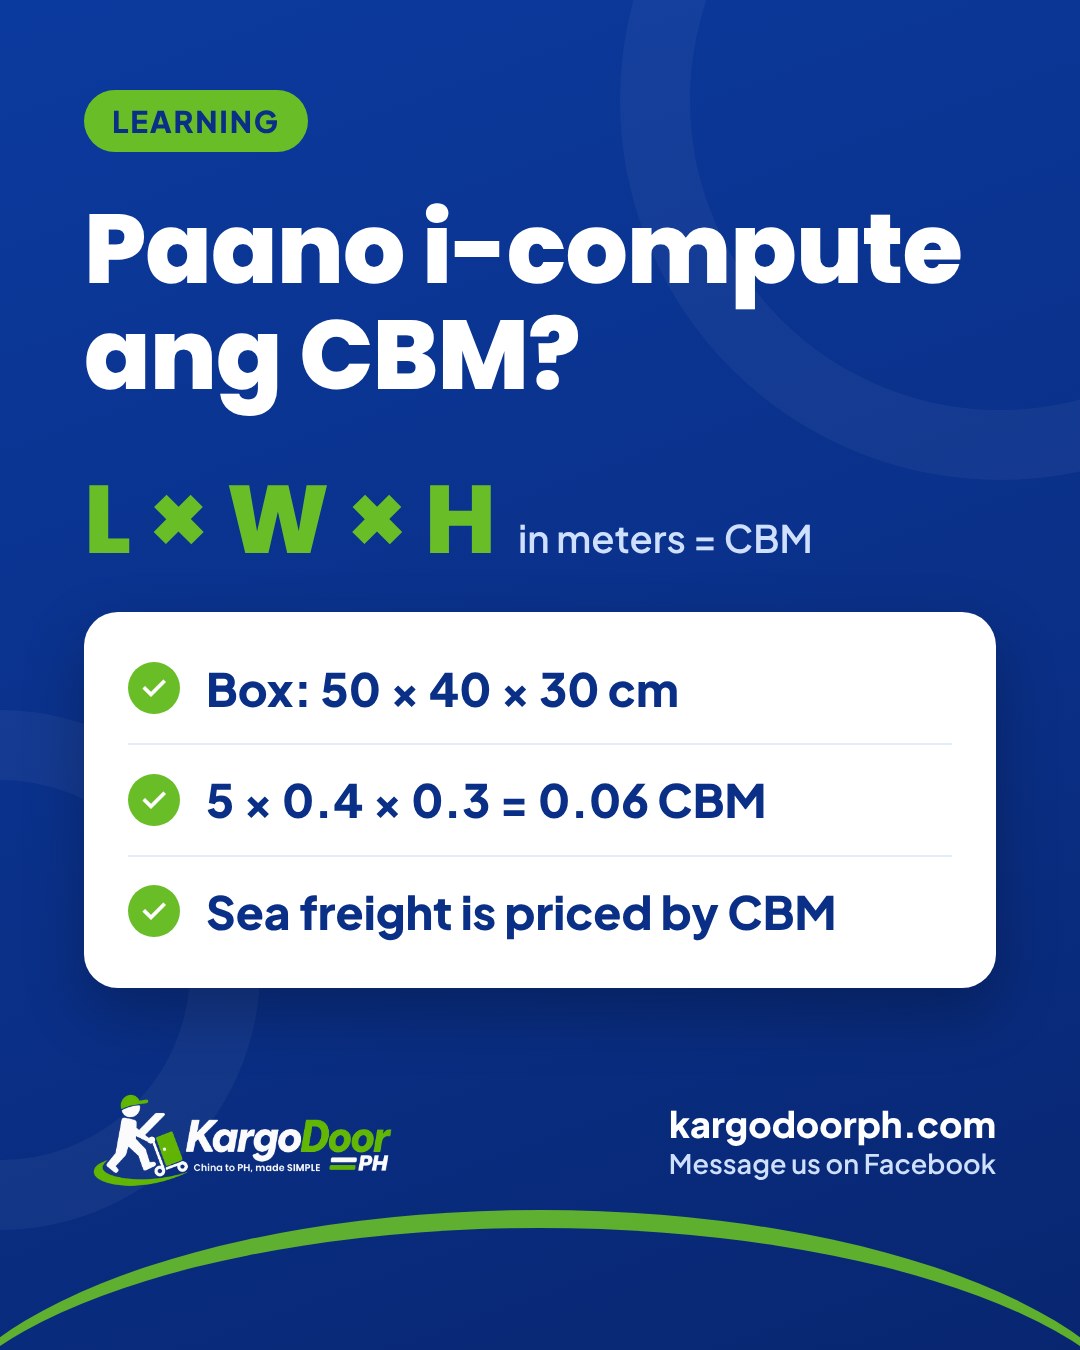 LEARNING
Paano i-compute
ang CBM?
L × W × H in meters = CBM
Box: 50 × 40 × 30 cm
5 × 0.4 × 0.3 = 0.06 CBM
Sea freight is priced by CBM
KargoDoor
China to PH, made SIMPLE PH
kargodoorph.com
Message us on Facebook